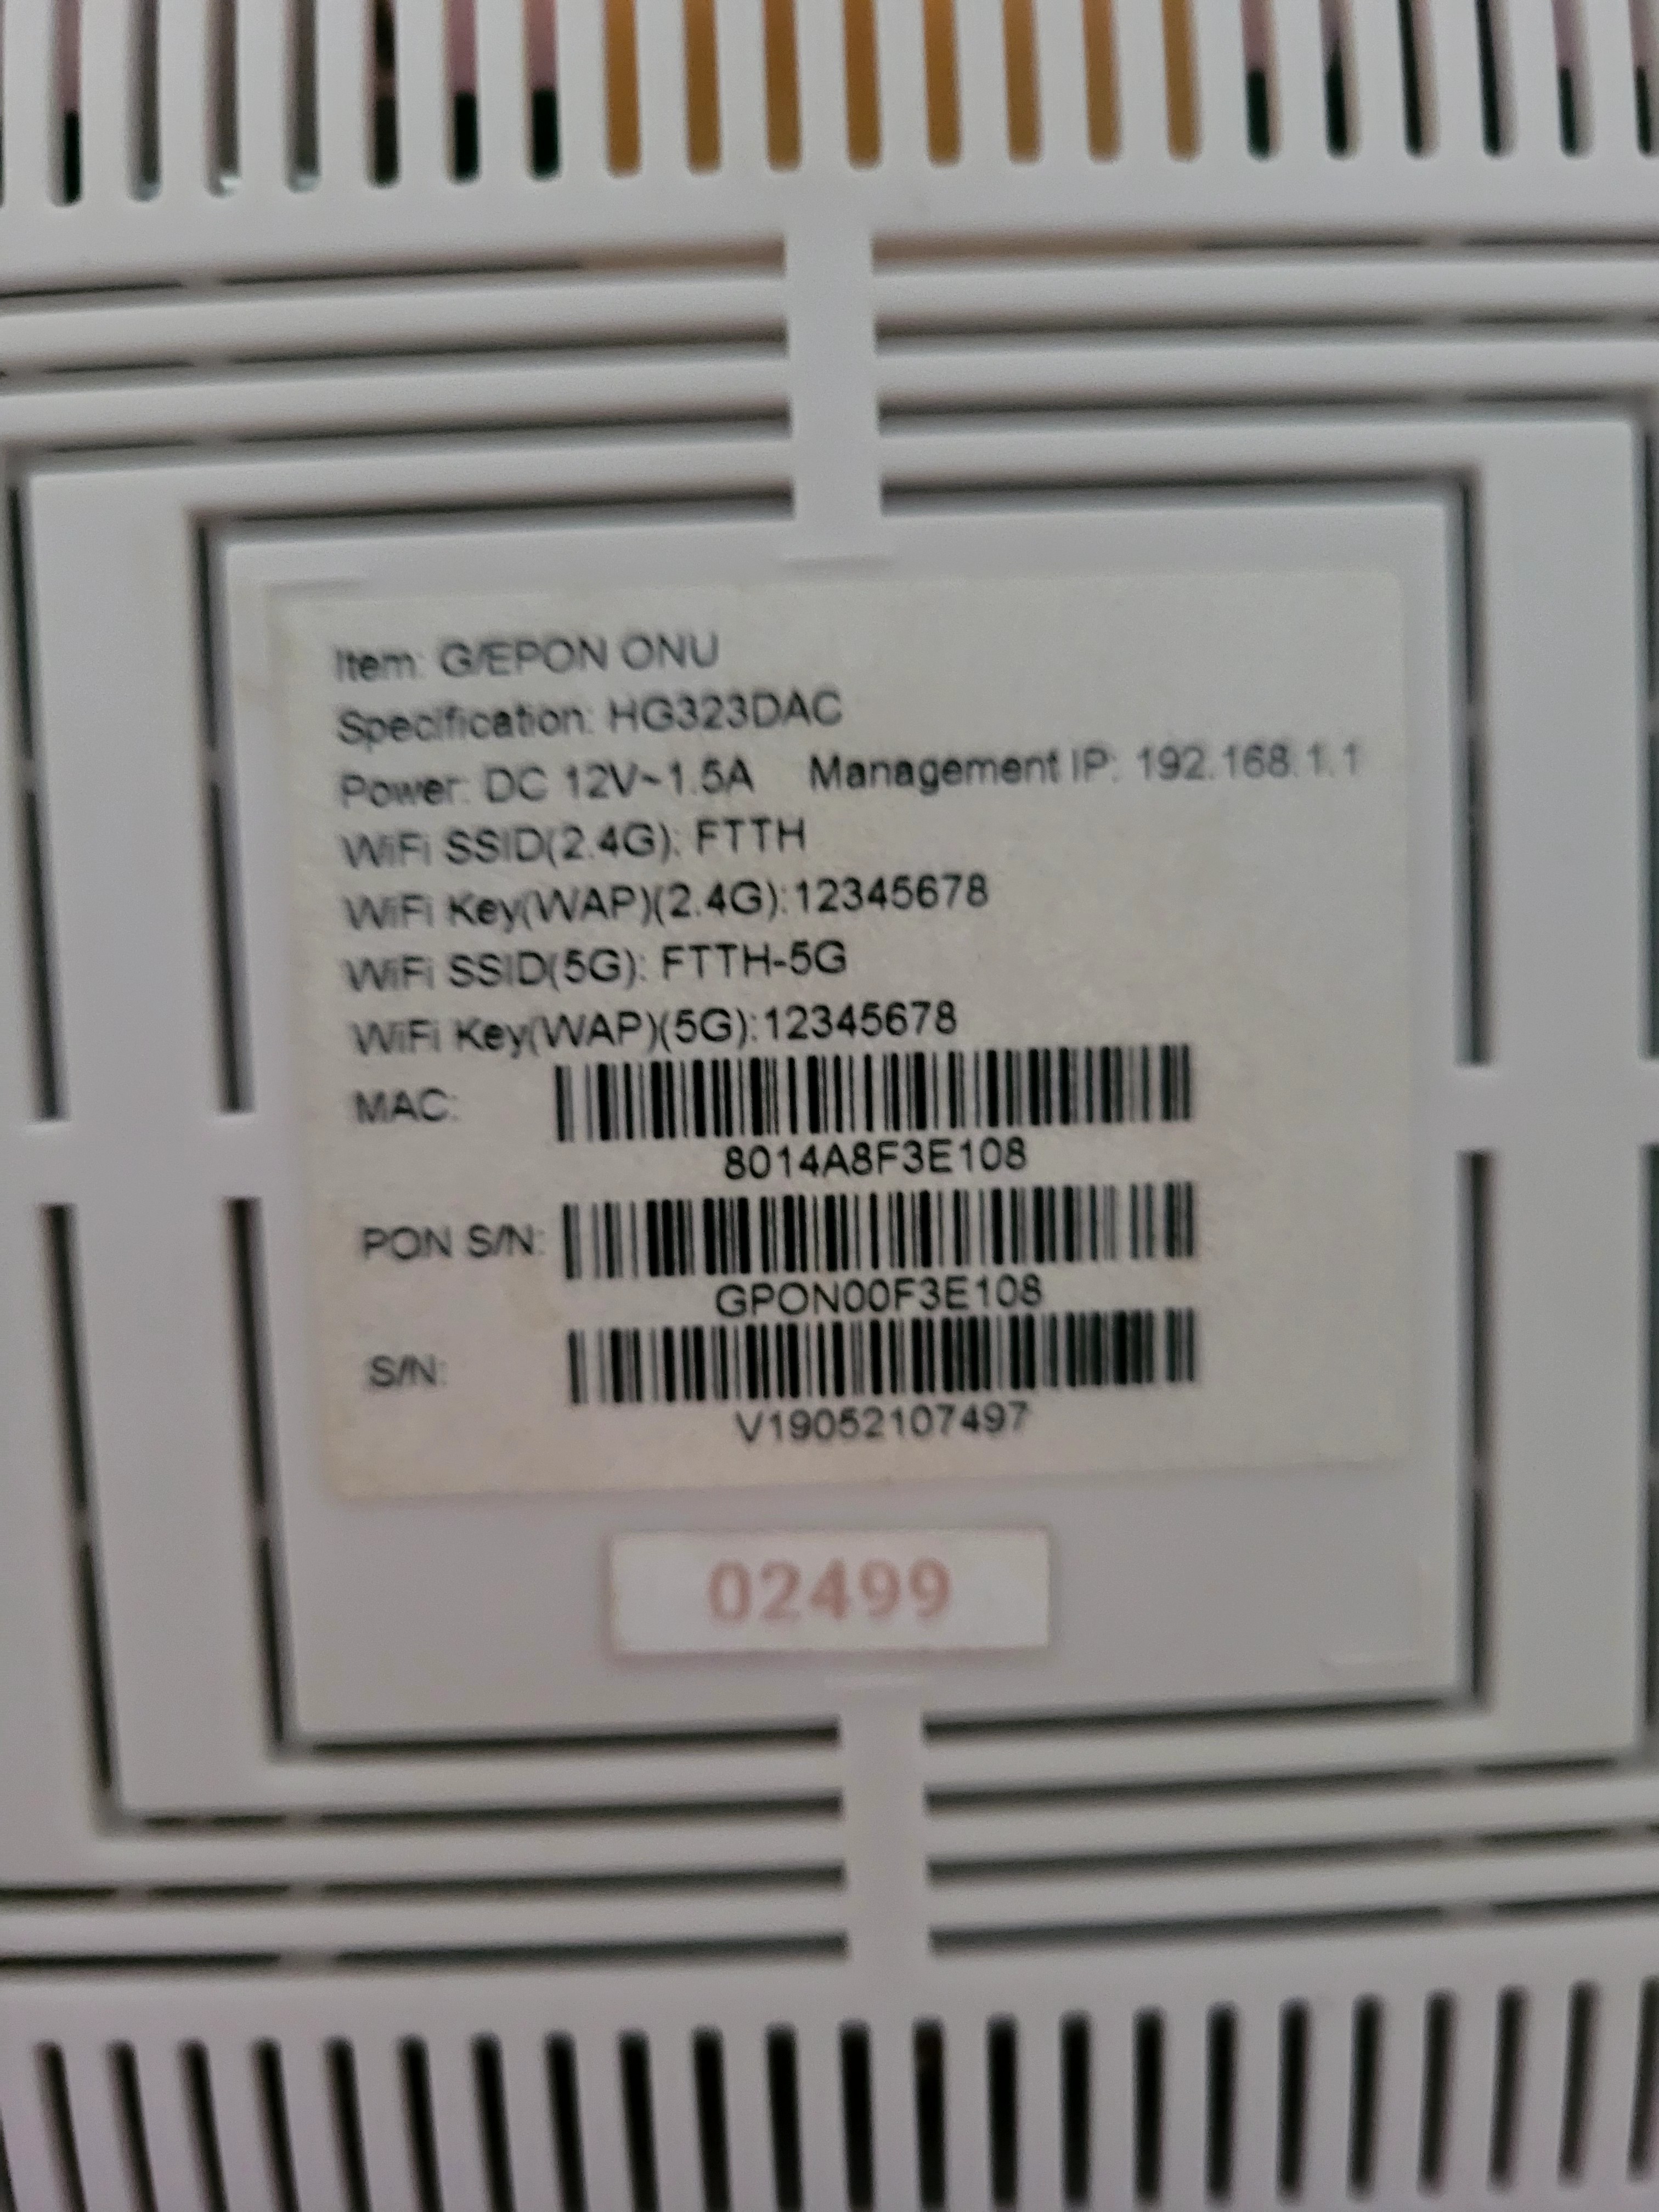 Item: G/EPON ONU
Specification: HG323DAC
Power: DC 12V~1.5A Management IP: 192.168.1.1
WiFi SSID(2.4G): FTTH
WiFi Key(WAP)(2.4G):12345678
WiFi SSID(5G): FTTH-5G
WiFi Key(WAP)(5G):12345678
MAC:
8014A8F3E108
PON S/N:
GPON00F3E108
S/N:
V19052107497
02499